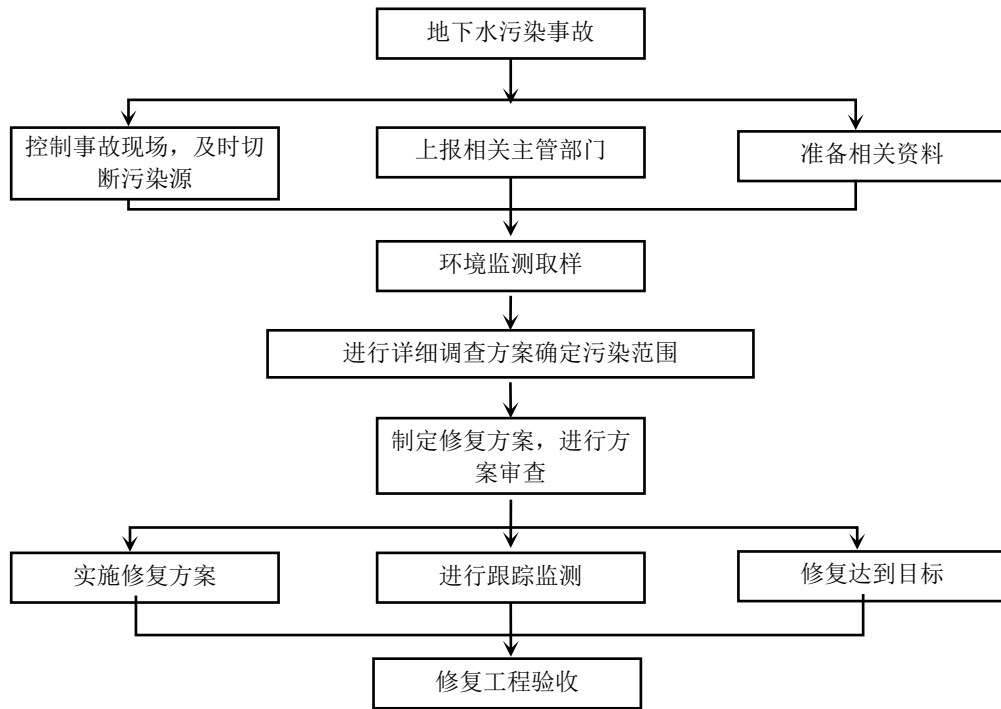 地下水污染事故
控制事故现场，及时切
断污染源
上报相关主管部门
准备相关资料
环境监测取样
进行详细调查方案确定污染范围
制定修复方案，进行方
案审查
实施修复方案
进行跟踪监测
修复达到目标
修复工程验收